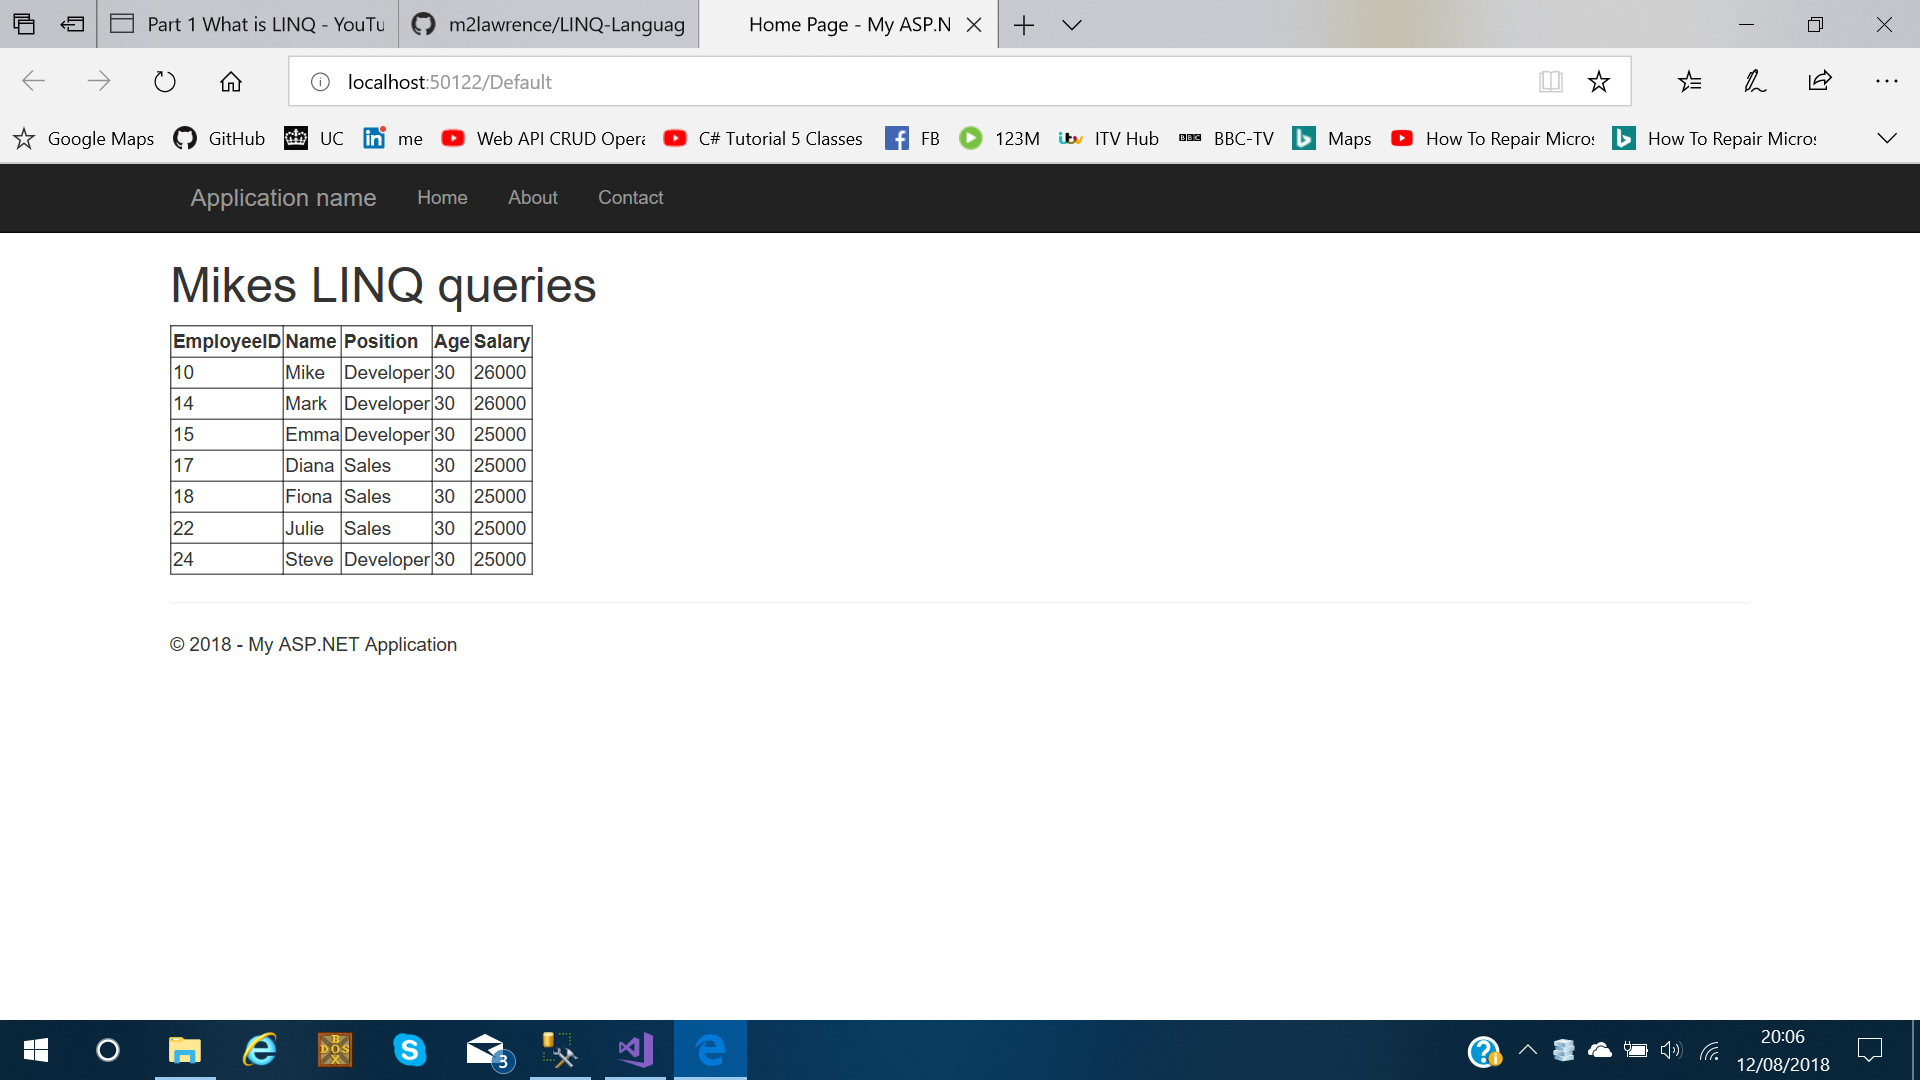 Part 1 What is LINQ - YouTu
m2lawrence/LINQ-Languag
Home Page - My ASP.N
localhost:50122/Default
Google Maps GitHub UC me Web API CRUD Opera C# Tutorial 5 Classes FB 123M ITV Hub BBC BBC-TV Maps How To Repair Micros How To Repair Micros
Application name Home About Contact
Mikes LINQ queries
EmployeeID Name Position Age Salary
10 Mike Developer 30 26000
14 Mark Developer 30 26000
15 Emma Developer 30 25000
17 Diana Sales 30 25000
18 Fiona Sales 30 25000
22 Julie Sales 30 25000
24 Steve Developer 30 25000
© 2018 - My ASP.NET Application
3
20:06
12/08/2018